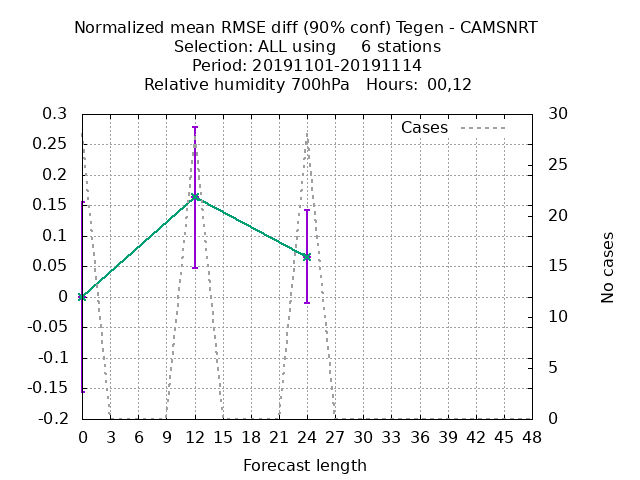 Normalized mean RMSE diff (90% conf) Tegen - CAMSNRT
Selection: ALL using     6 stations
Period: 20191101-20191114
Relative humidity 700hPa   Hours:  00,12
Cases
0.3
0.25
0.2
0.15
0.1
0.05
0
-0.05
-0.1
-0.15
-0.2
30
25
20
15
10
5
0
No cases
0 3 6 9 12 15 18 21 24 27 30 33 36 39 42 45 48
Forecast length